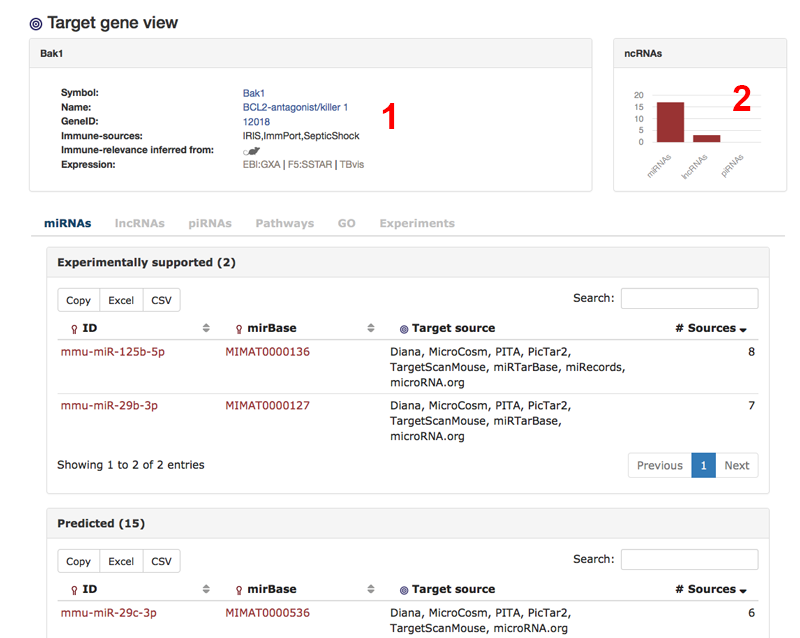 Target gene view
Bak1
Symbol: Bak1
Name: BCL2-antagonist/killer 1
GeneID: 12018
Immune-sources: IRIS,ImmPort,SepticShock
Immune-relevance inferred from:
Expression: EBI:GXA | F5:SSTAR | TBvis
1
ncRNAs
2
20
15
10
5
0
miRNAs
lncRNAs
piRNAs
miRNAs lncRNAs piRNAs Pathways GO Experiments
Experimentally supported (2)
Copy Excel CSV Search:
ID mirBase Target source # Sources
mmu-miR-125b-5p MIMAT0000136 Diana, MicroCosm, PITA, PicTar2, 8
TargetScanMouse, miRTarBase, miRecords,
microRNA.org
mmu-miR-29b-3p MIMAT0000127 Diana, MicroCosm, PITA, PicTar2, 7
TargetScanMouse, miRTarBase,
microRNA.org
Showing 1 to 2 of 2 entries Previous 1 Next
Predicted (15)
Copy Excel CSV Search:
ID mirBase Target source # Sources
mmu-miR-29c-3p MIMAT0000536 Diana, MicroCosm, PITA, PicTar2, 6
TargetScanMouse, microRNA.org